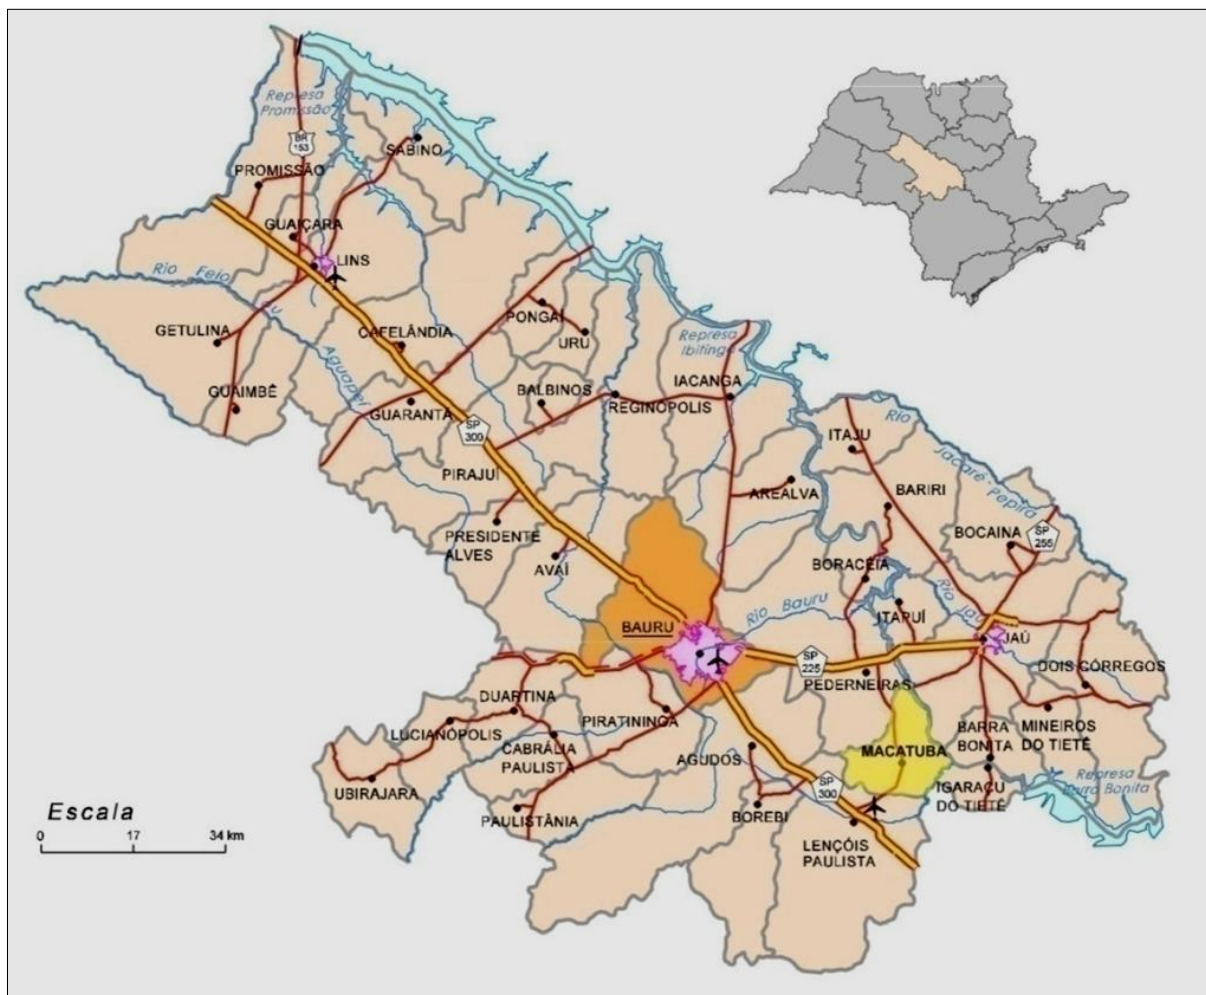 Represa
Promissão
BR
153
SABINO
PROMISSÃO
GUAIÇARA
LINS
Rio Feio
GETULINA
CAFELÂNDIA
PONGAÍ
URU
Represa
Ibitinga
Aguapeí
GUAIMBÊ
GUARANTA
BALBINOS
REGINÓPOLIS
IACANGA
SP
300
ITAJU
Rio
Jacaré-Pepira
PIRAJUÍ
AREALVA
BARIRI
PRESIDENTE
ALVES
AVAÍ
BOCAINA
SP
255
BORACÉIA
Rio Bauru
ITAPUÍ
Rio Jaú
BAURU
JAÚ
SP
225
PEDERNEIRAS
DOIS CÓRREGOS
DUARTINA
LUCIANÓPOLIS
PIRATININGA
CABRÁLIA
PAULISTA
AGUDOS
MACATUBA
BARRA
BONITA
MINEIROS
DO TIETÊ
UBIRAJARA
SP
300
IGARAÇU
DO TIETÊ
Represa
Barra Bonita
PAULISTÂNIA
BOREBI
LENÇÓIS
PAULISTA
Escala
0 17 34 km